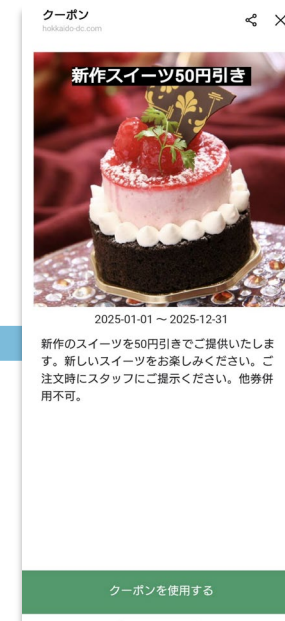 クーポン
hokkaido-dc.com
新作スイーツ50円引き
2025-01-01 ～ 2025-12-31
新作のスイーツを50円引きでご提供いたしま
す。新しいスイーツをお楽しみください。ご
注文時にスタッフにご提示ください。他券併
用不可。
クーポンを使用する